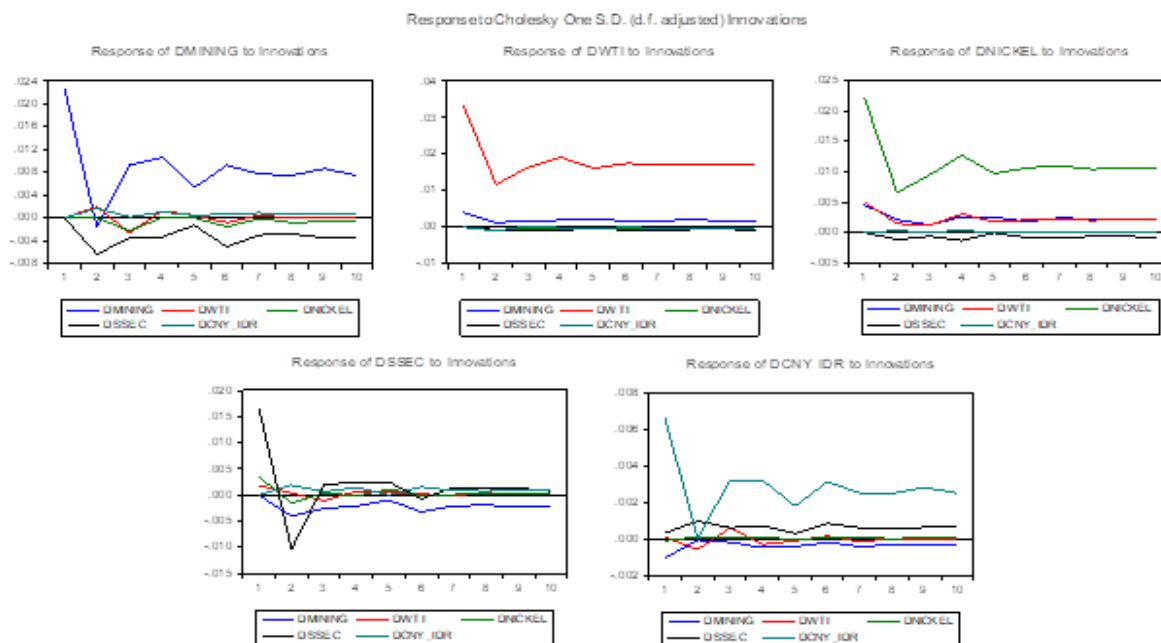 Response to Cholesky One S.D. (d.f. adjusted) Innovations
Response of DMINING to Innovations
.024
.020
.016
.012
.008
.004
.000
-.004
-.008
1 2 3 4 5 6 7 8 9 10
DMINING DWTI DNICKEL
DSSEC DCNY_IDR
Response of DWTI to Innovations
.04
.03
.02
.01
.00
-.01
1 2 3 4 5 6 7 8 9 10
DMINING DWTI DNICKEL
DSSEC DCNY_IDR
Response of DNICKEL to Innovations
.025
.020
.015
.010
.005
.000
-.005
1 2 3 4 5 6 7 8 9 10
DMINING DWTI DNICKEL
DSSEC DCNY_IDR
Response of DSSEC to Innovations
.020
.015
.010
.005
.000
-.005
-.010
-.015
1 2 3 4 5 6 7 8 9 10
DMINING DWTI DNICKEL
DSSEC DCNY_IDR
Response of DCNY IDR to Innovations
.008
.006
.004
.002
.000
-.002
1 2 3 4 5 6 7 8 9 10
DMINING DWTI DNICKEL
DSSEC DCNY_IDR